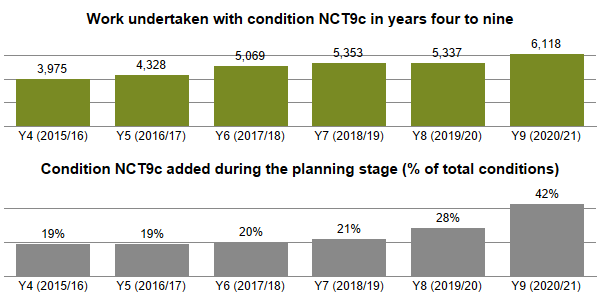 Work undertaken with condition NCT9c in years four to nine
3,975 4,328 5,069 5,353 5,337 6,118
Y4 (2015/16) Y5 (2016/17) Y6 (2017/18) Y7 (2018/19) Y8 (2019/20) Y9 (2020/21)
Condition NCT9c added during the planning stage (% of total conditions)
19% 19% 20% 21% 28% 42%
Y4 (2015/16) Y5 (2016/17) Y6 (2017/18) Y7 (2018/19) Y8 (2019/20) Y9 (2020/21)